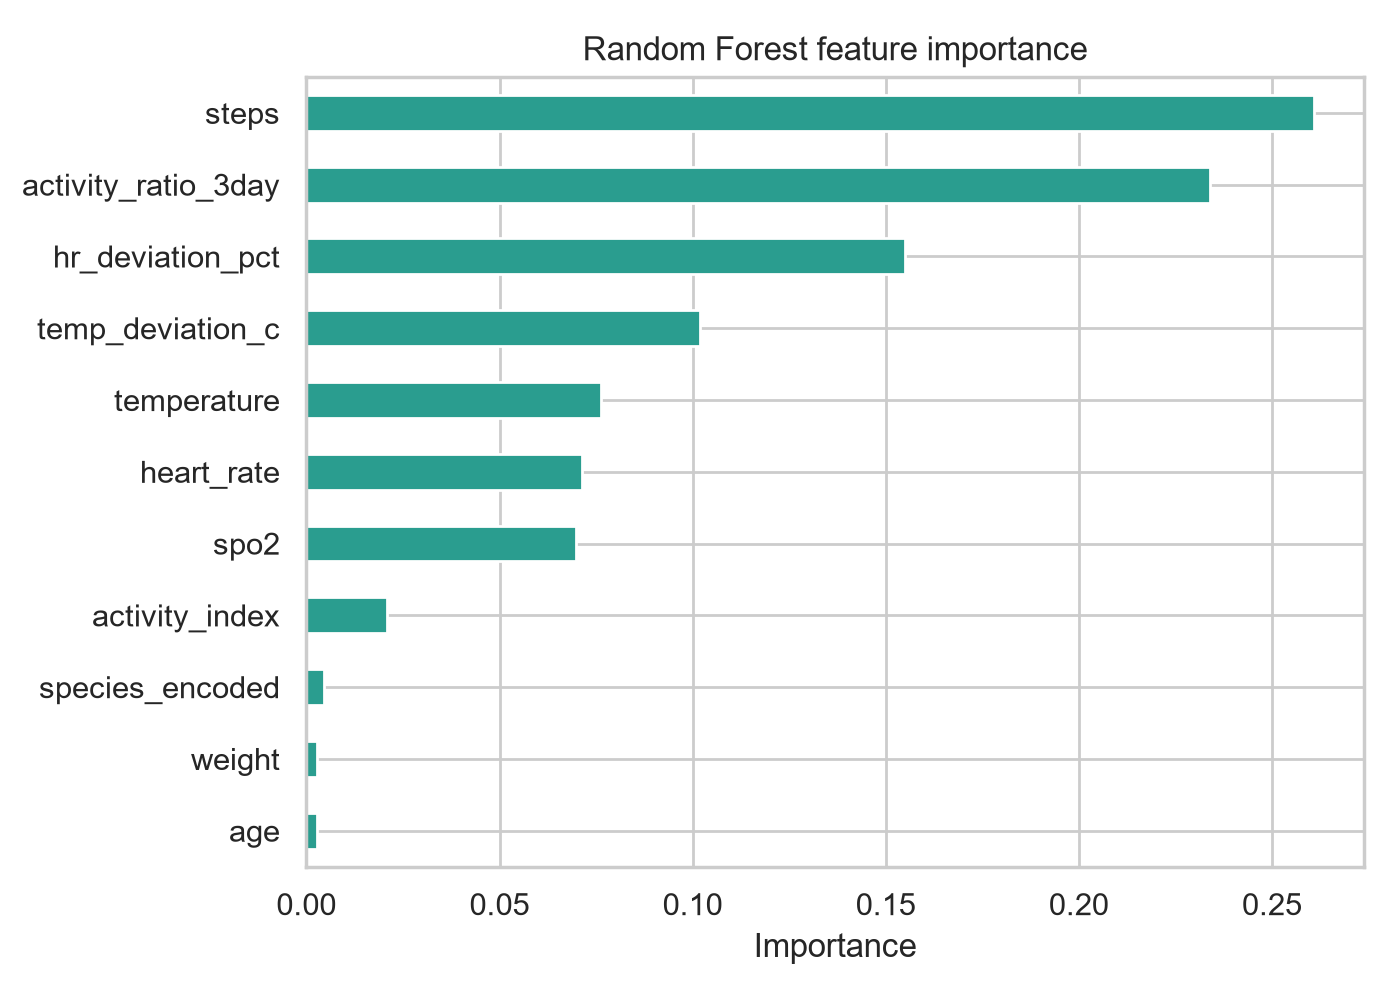 Random Forest feature importance
steps
activity_ratio_3day
hr_deviation_pct
temp_deviation_c
temperature
heart_rate
spo2
activity_index
species_encoded
weight
age
0.00 0.05 0.10 0.15 0.20 0.25
Importance